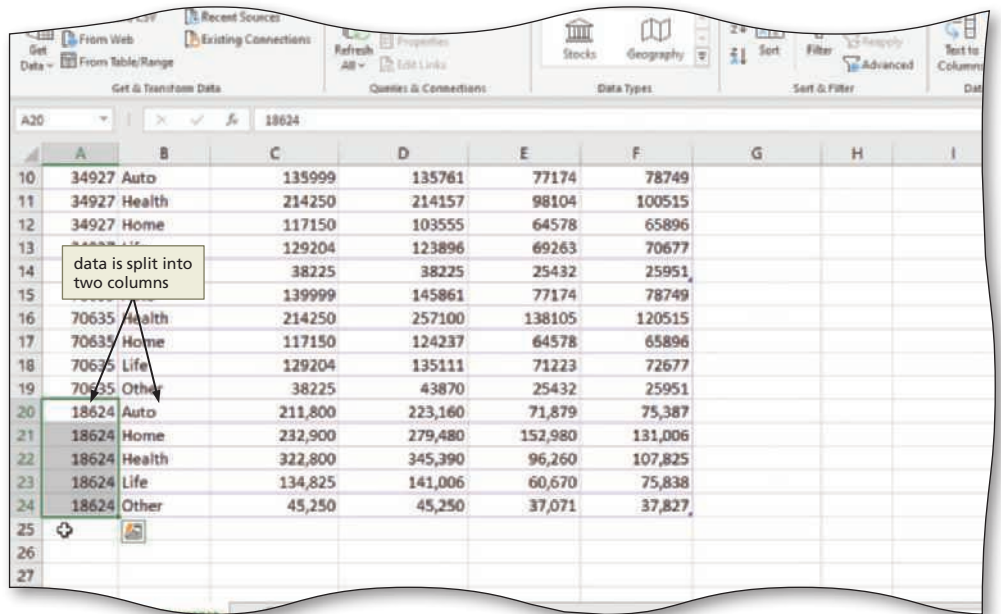 Recent Sources
Get Data
From Web
Existing Connections
From Table/Range
Get & Transform Data
Refresh All
Properties
Edit Links
Queries & Connections
Stocks
Geography
Data Types
Sort
Filter
Reapply
Advanced
Sort & Filter
Text to Columns
A20 fx 18624
A B C D E F G H I
10 34927 Auto 135999 135761 77174 78749
11 34927 Health 214250 214157 98104 100515
12 34927 Home 117150 103555 64578 65896
13 129204 123896 69263 70677
14 38225 38225 25432 25951
15 139999 145861 77174 78749
16 70635 Health 214250 257100 138105 120515
17 70635 Home 117150 124237 64578 65896
18 70635 Life 129204 135111 71223 72677
19 70635 Other 38225 43870 25432 25951
20 18624 Auto 211,800 223,160 71,879 75,387
21 18624 Home 232,900 279,480 152,980 131,006
22 18624 Health 322,800 345,390 96,260 107,825
23 18624 Life 134,825 141,006 60,670 75,838
24 18624 Other 45,250 45,250 37,071 37,827
25
26
27
data is split into
two columns